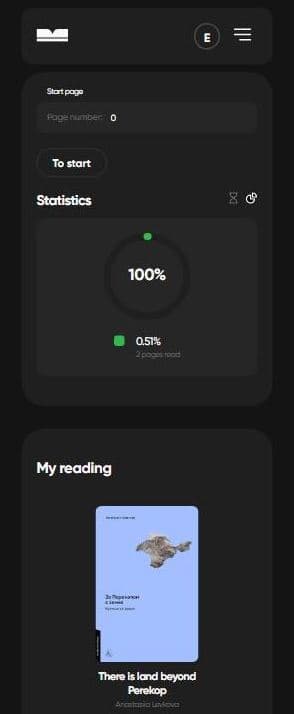 E
Start page
Page number: 0
To start
Statistics
100%
0.51%
2 pages read
My reading
За Перекопом
є земля
There is land beyond
Perekop
Anastasia Levkova